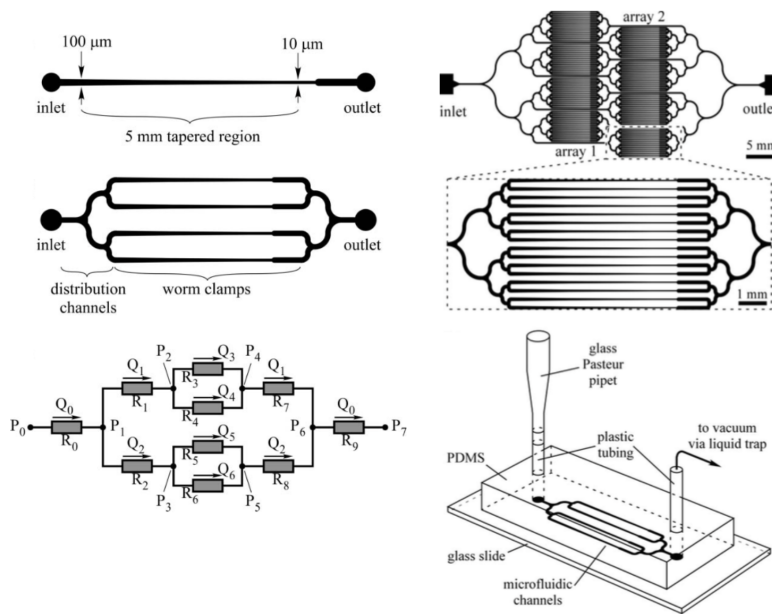 100 μm
10 μm
inlet
outlet
5 mm tapered region
inlet
outlet
distribution
channels
worm clamps
array 2
inlet
outlet
array 1
5 mm
1 mm
P₂
Q₃
P₄
Q₁
R₃
Q₁
Q₄
Q₀
R₁
R₄
R₇
Q₀
P₀
R₀
P₁
Q₂
Q₅
Q₂
P₆
R₉
P₇
R₅
Q₆
R₂
R₆
R₈
P₃
P₅
glass
Pasteur
pipet
to vacuum
via liquid trap
plastic
tubing
PDMS
glass slide
microfluidic
channels